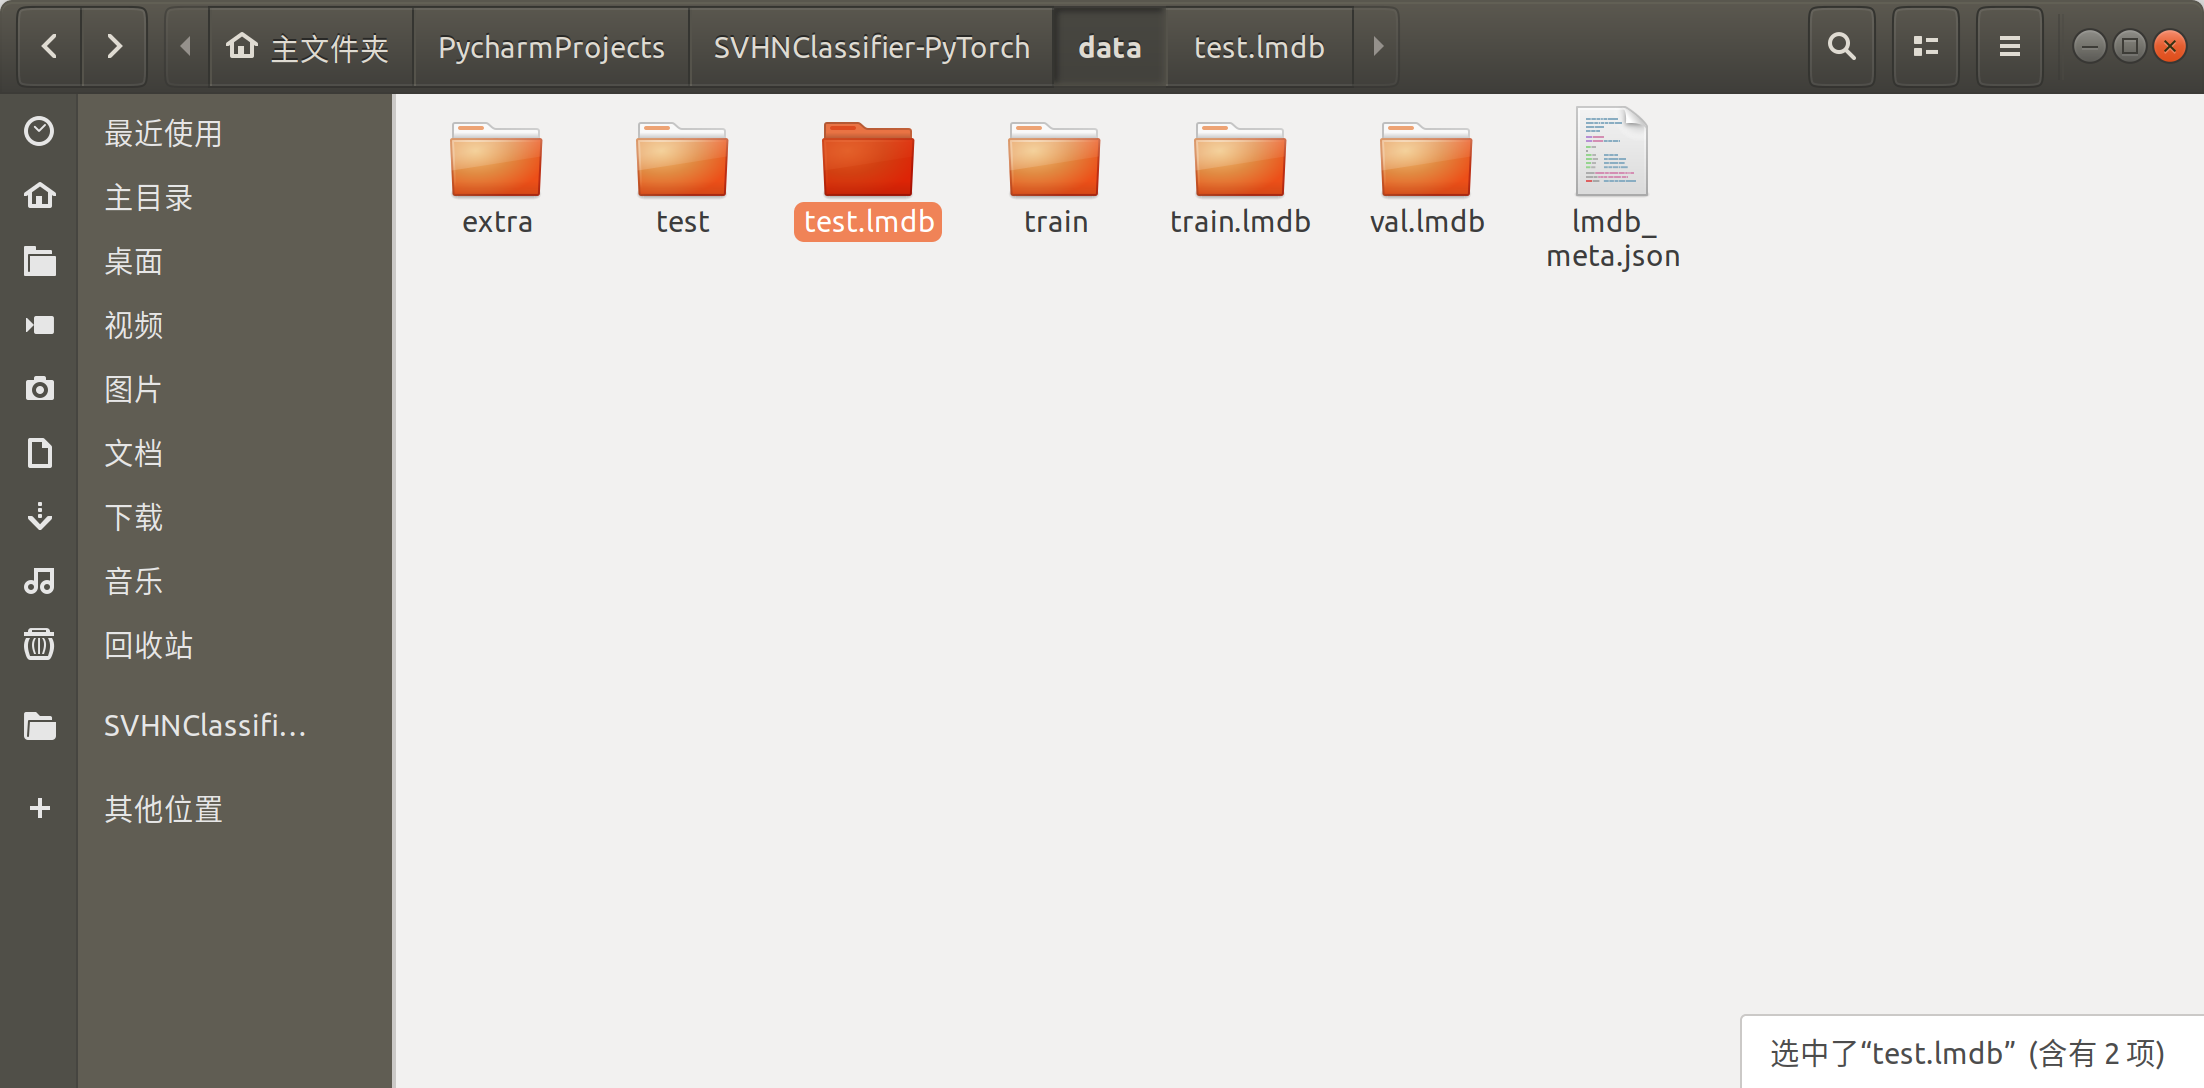 主文件夹 PycharmProjects SVHNClassifier-PyTorch data test.lmdb
最近使用
主目录
桌面
视频
图片
文档
下载
音乐
回收站
SVHNClassifi...
其他位置
extra
test
test.lmdb
train
train.lmdb
val.lmdb
lmdb_
meta.json
选中了“test.lmdb” (含有 2 项)